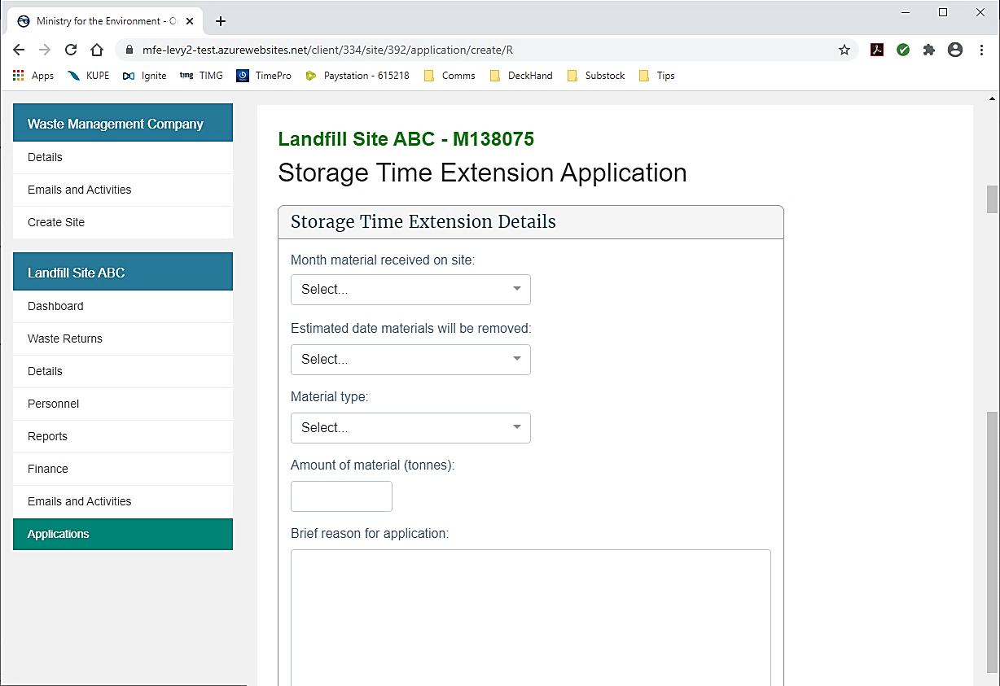 Ministry for the Environment - O
mfe-levy2-test.azurewebsites.net/client/334/site/392/application/create/R
Apps KUPE Ignite timg TIMG TimePro Paystation - 615218 Comms DeckHand Substock Tips
Waste Management Company
Details
Emails and Activities
Create Site
Landfill Site ABC
Dashboard
Waste Returns
Details
Personnel
Reports
Finance
Emails and Activities
Applications
Landfill Site ABC - M138075
Storage Time Extension Application
Storage Time Extension Details
Month material received on site:
Select...
Estimated date materials will be removed:
Select...
Material type:
Select...
Amount of material (tonnes):
Brief reason for application: